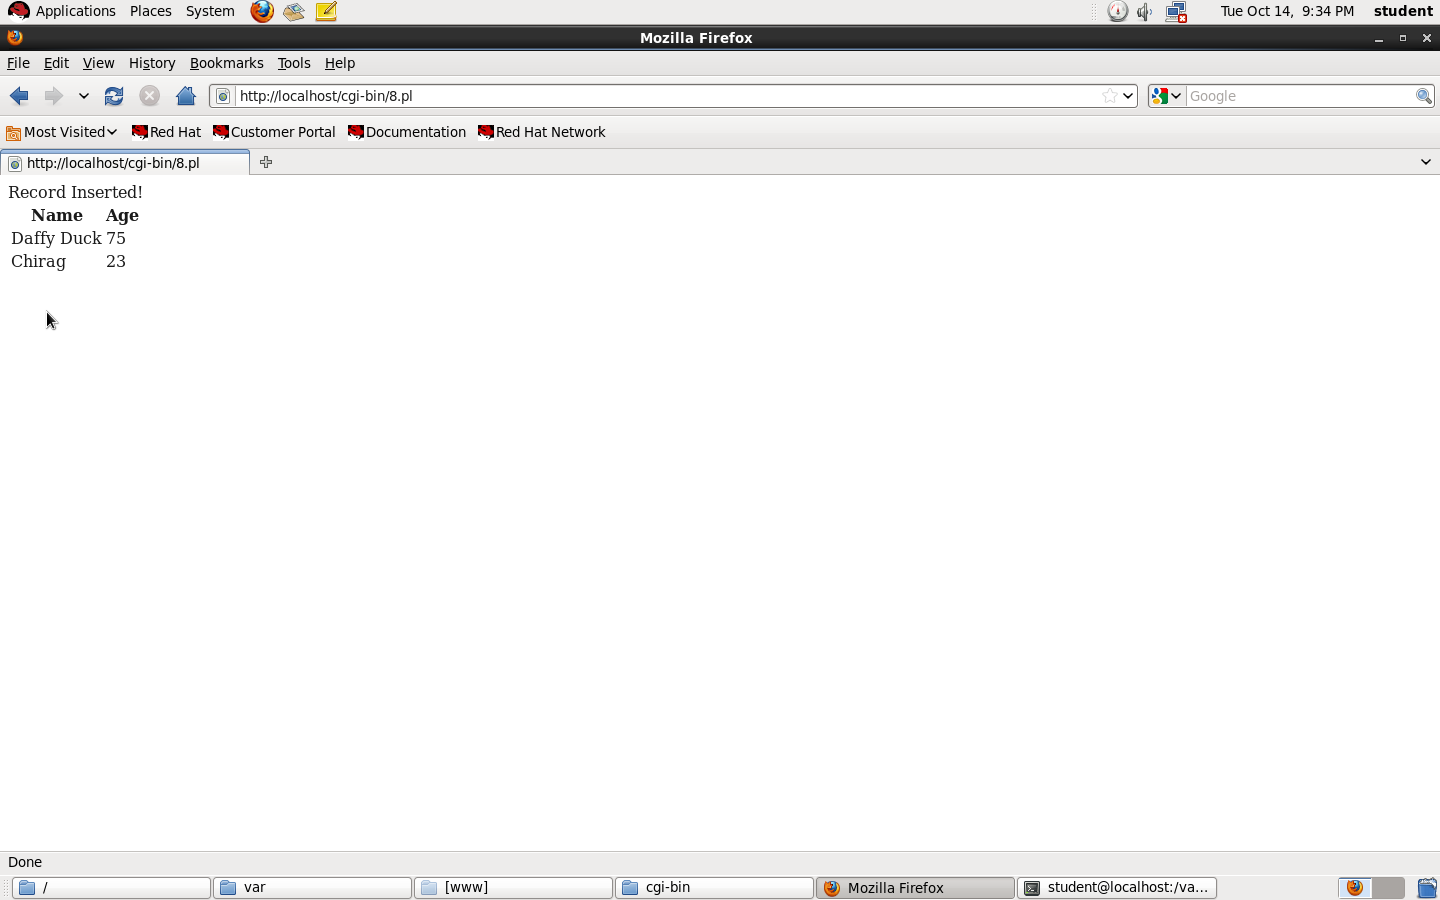 Applications Places System Tue Oct 14, 9:34 PM student
Mozilla Firefox
File Edit View History Bookmarks Tools Help
http://localhost/cgi-bin/8.pl Google
Most Visited Red Hat Customer Portal Documentation Red Hat Network
http://localhost/cgi-bin/8.pl
Record Inserted!
Name Age
Daffy Duck 75
Chirag 23
Done
/ var [www] cgi-bin Mozilla Firefox student@localhost:/va...